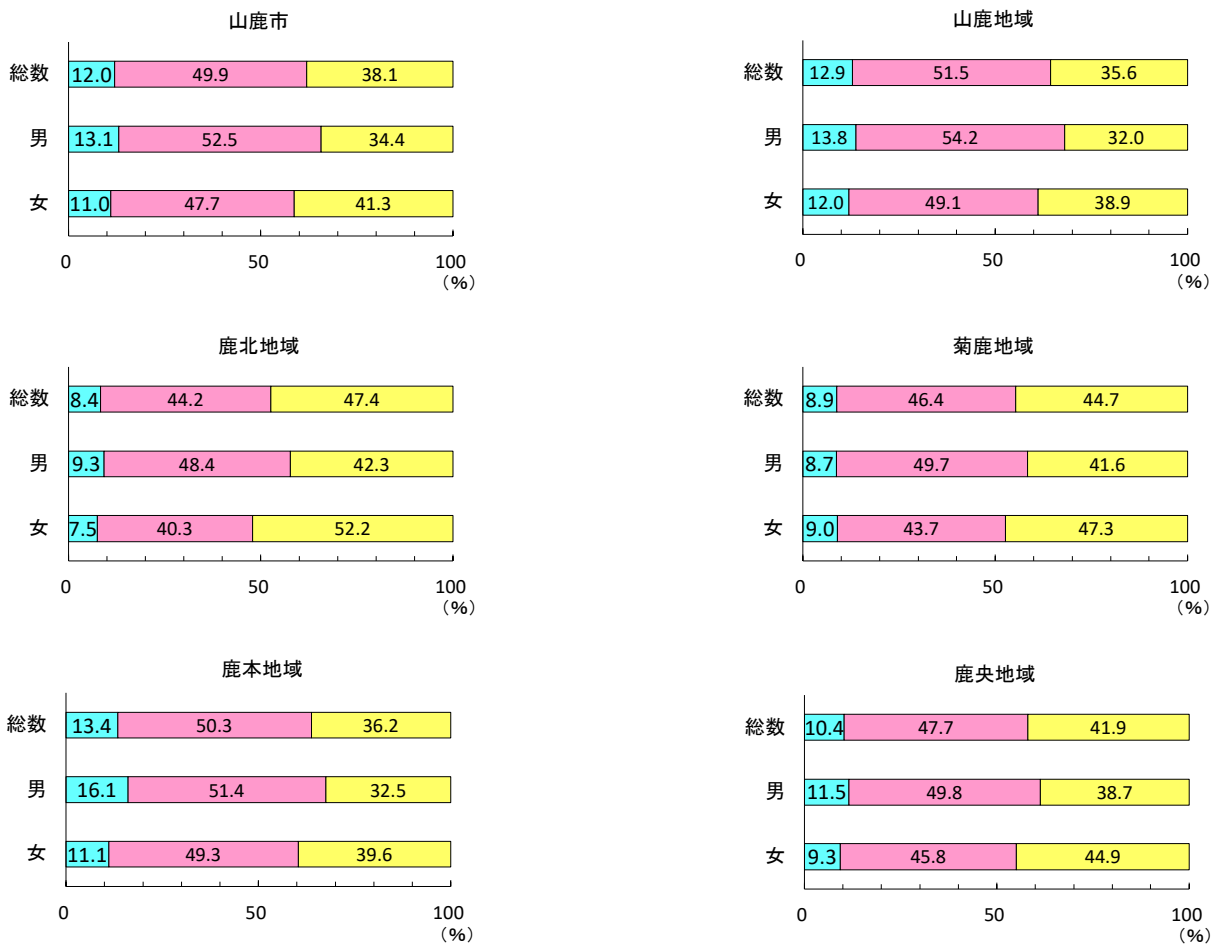 山鹿市
総数 12.0 49.9 38.1
男 13.1 52.5 34.4
女 11.0 47.7 41.3
0 50 100
（%）
山鹿地域
総数 12.9 51.5 35.6
男 13.8 54.2 32.0
女 12.0 49.1 38.9
0 50 100
（%）
鹿北地域
総数 8.4 44.2 47.4
男 9.3 48.4 42.3
女 7.5 40.3 52.2
0 50 100
（%）
菊鹿地域
総数 8.9 46.4 44.7
男 8.7 49.7 41.6
女 9.0 43.7 47.3
0 50 100
（%）
鹿本地域
総数 13.4 50.3 36.2
男 16.1 51.4 32.5
女 11.1 49.3 39.6
0 50 100
（%）
鹿央地域
総数 10.4 47.7 41.9
男 11.5 49.8 38.7
女 9.3 45.8 44.9
0 50 100
（%）